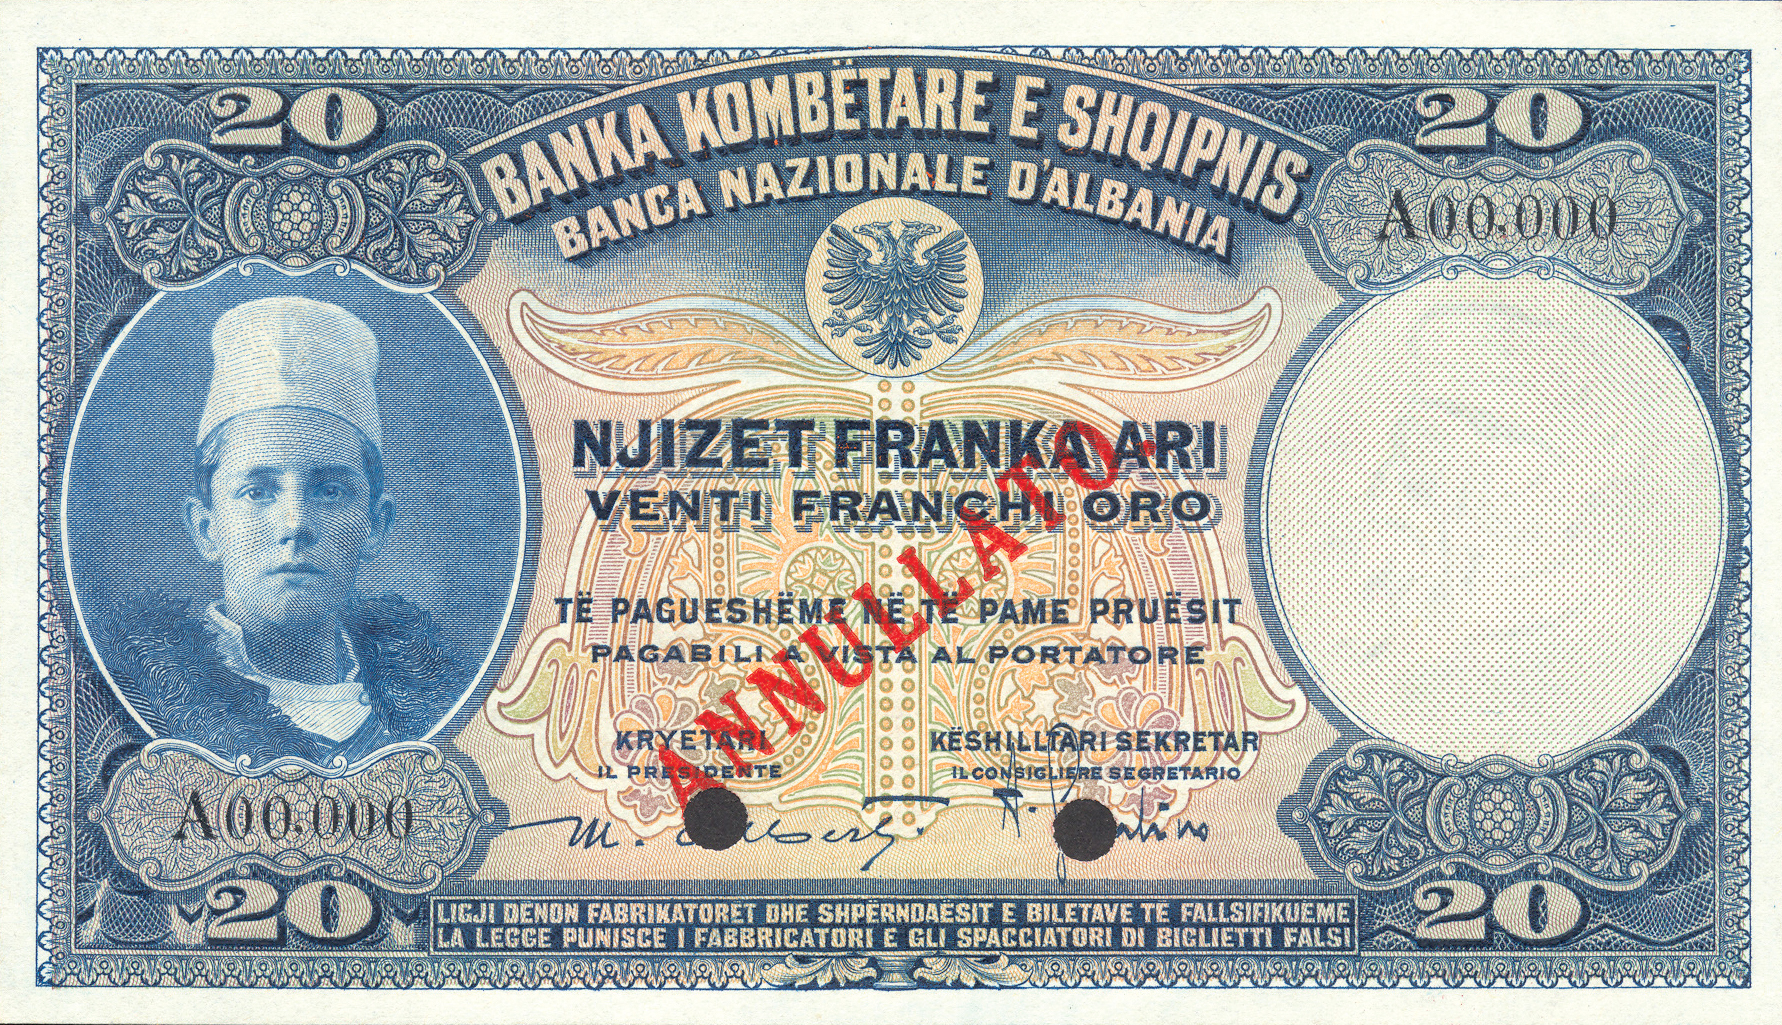 20
20
BANKA KOMBËTARE E SHQIPNIS
BANCA NAZIONALE D'ALBANIA
A00.000
NJIZET FRANKA ARI
VENTI FRANCHI ORO
TË PAGUESHËME NË TË PAME PRUËSIT
PAGABILI A VISTA AL PORTATORE
ANNULLATO.
KRYETARI
KËSHILLTARI SEKRETAR
IL PRESIDENTE
IL CONSIGLIERE SEGRETARIO
A00.000
20
20
LIGJI DENON FABRIKATORET DHE SHPËRNDAËSIT E BILETAVE TE FALLSIFIKUEME
LA LEGGE PUNISCE I FABBRICATORI E GLI SPACCIATORI DI BIGLIETTI FALSI